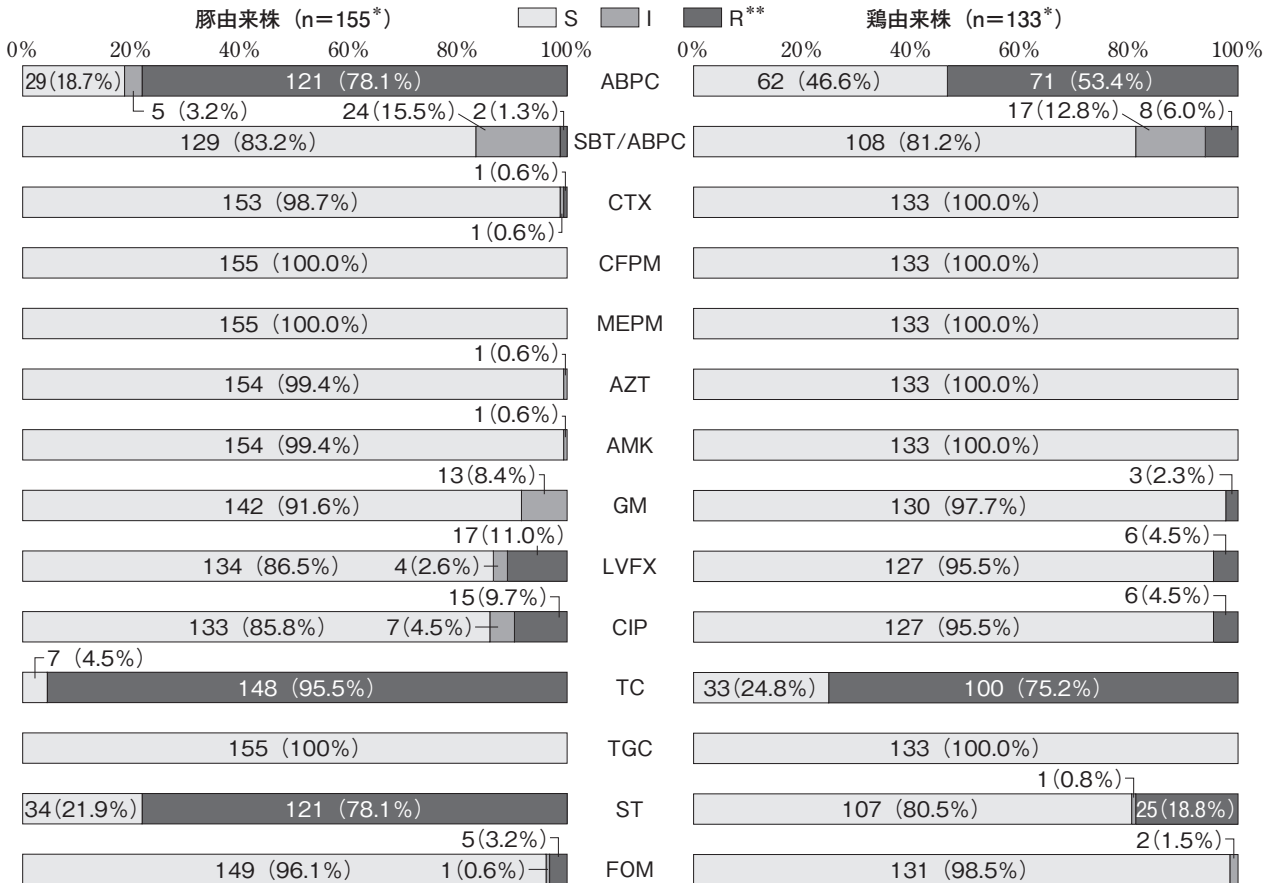 豚由来株（n＝155*） S I R** 鶏由来株（n＝133*）
0% 20% 40% 60% 80% 100% 0% 20% 40% 60% 80% 100%
29(18.7%) 121（78.1%） ABPC 62（46.6%） 71（53.4%）
5（3.2%） 24(15.5%) 2(1.3%) 17(12.8%) 8(6.0%)
129（83.2%） SBT/ABPC 108（81.2%）
1(0.6%)
153（98.7%） CTX 133（100.0%）
1(0.6%)
155（100.0%） CFPM 133（100.0%）
155（100.0%） MEPM 133（100.0%）
1(0.6%)
154（99.4%） AZT 133（100.0%）
1(0.6%)
154（99.4%） AMK 133（100.0%）
13(8.4%) 3(2.3%)
142（91.6%） GM 130（97.7%）
17(11.0%) 6(4.5%)
134（86.5%） 4(2.6%) LVFX 127（95.5%）
15(9.7%) 6(4.5%)
133（85.8%） 7(4.5%) CIP 127（95.5%）
7（4.5%）
148（95.5%） TC 33(24.8%) 100（75.2%）
155（100%） TGC 133（100.0%）
1(0.8%)
34(21.9%) 121（78.1%） ST 107（80.5%） 25(18.8%)
5(3.2%) 2(1.5%)
149（96.1%） 1(0.6%) FOM 131（98.5%）